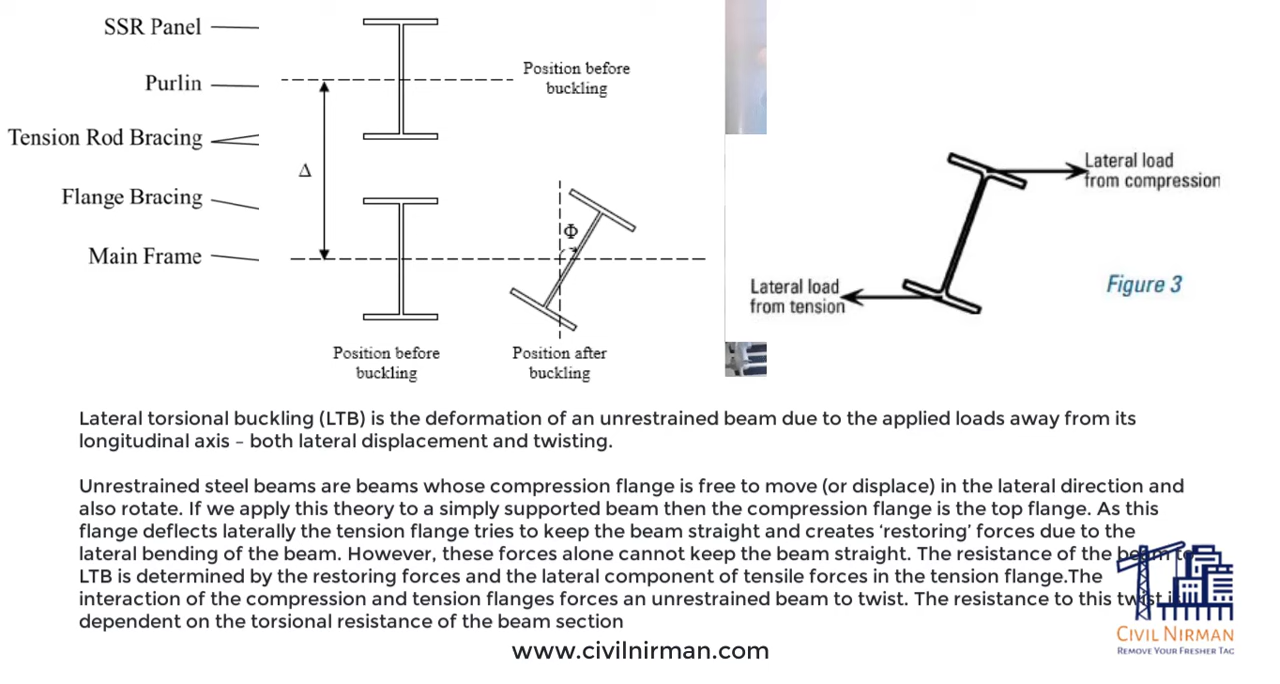 SSR Panel
Purlin
Tension Rod Bracing
Flange Bracing
Main Frame
Δ
Position before
buckling
Φ
Position before
buckling
Position after
buckling
Lateral load
from compression
Lateral load
from tension
Figure 3
Lateral torsional buckling (LTB) is the deformation of an unrestrained beam due to the applied loads away from its
longitudinal axis – both lateral displacement and twisting.
Unrestrained steel beams are beams whose compression flange is free to move (or displace) in the lateral direction and
also rotate. If we apply this theory to a simply supported beam then the compression flange is the top flange. As this
flange deflects laterally the tension flange tries to keep the beam straight and creates ‘restoring’ forces due to the
lateral bending of the beam. However, these forces alone cannot keep the beam straight. The resistance of the beam to
LTB is determined by the restoring forces and the lateral component of tensile forces in the tension flange.The
interaction of the compression and tension flanges forces an unrestrained beam to twist. The resistance to this twist is
dependent on the torsional resistance of the beam section
www.civilnirman.com
CIVIL NIRMAN
REMOVE YOUR FRESHER TAC